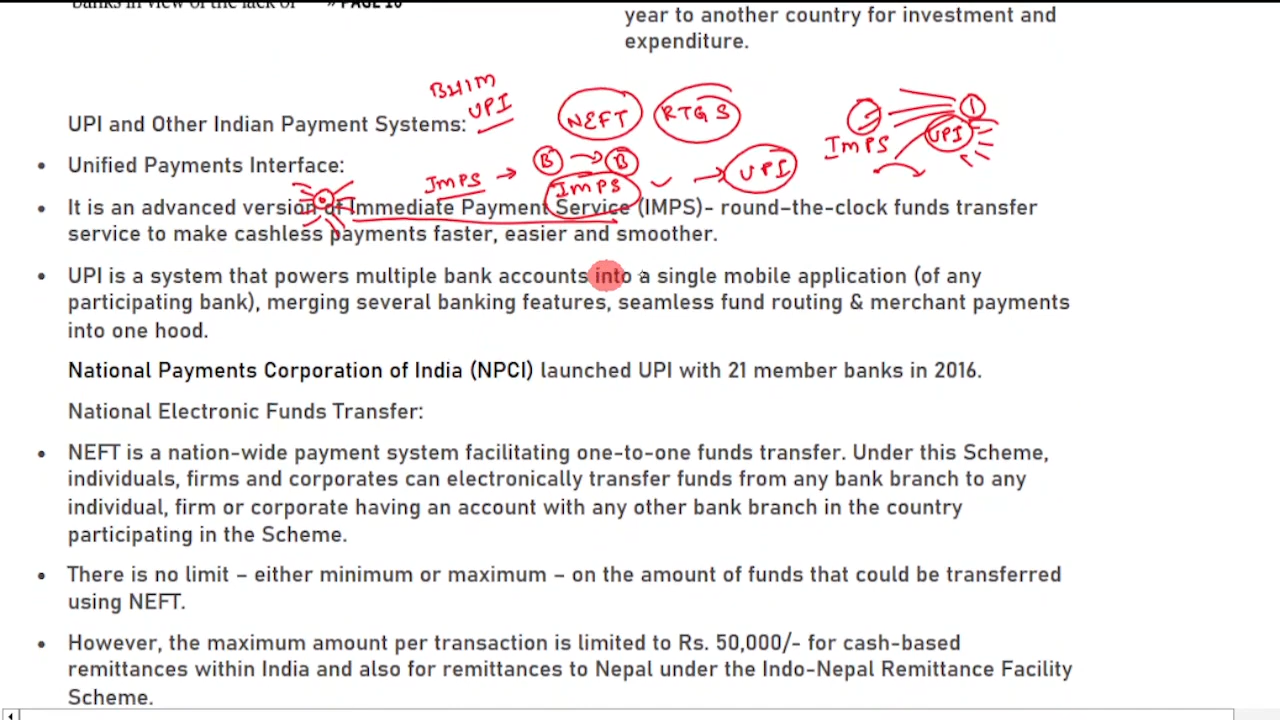 banks in view of the lack of
» PAGE 10
year to another country for investment and
expenditure.
BHIM
UPI
NEFT
RTGS
IMPS
1
UPI
UPI and Other Indian Payment Systems:
Unified Payments Interface:
IMPS → B → B
IMPS → UPI
• It is an advanced version of Immediate Payment Service (IMPS)- round–the-clock funds transfer
service to make cashless payments faster, easier and smoother.
• UPI is a system that powers multiple bank accounts into a single mobile application (of any
participating bank), merging several banking features, seamless fund routing & merchant payments
into one hood.
National Payments Corporation of India (NPCI) launched UPI with 21 member banks in 2016.
National Electronic Funds Transfer:
• NEFT is a nation-wide payment system facilitating one-to-one funds transfer. Under this Scheme,
individuals, firms and corporates can electronically transfer funds from any bank branch to any
individual, firm or corporate having an account with any other bank branch in the country
participating in the Scheme.
• There is no limit – either minimum or maximum – on the amount of funds that could be transferred
using NEFT.
• However, the maximum amount per transaction is limited to Rs. 50,000/- for cash-based
remittances within India and also for remittances to Nepal under the Indo-Nepal Remittance Facility
Scheme.